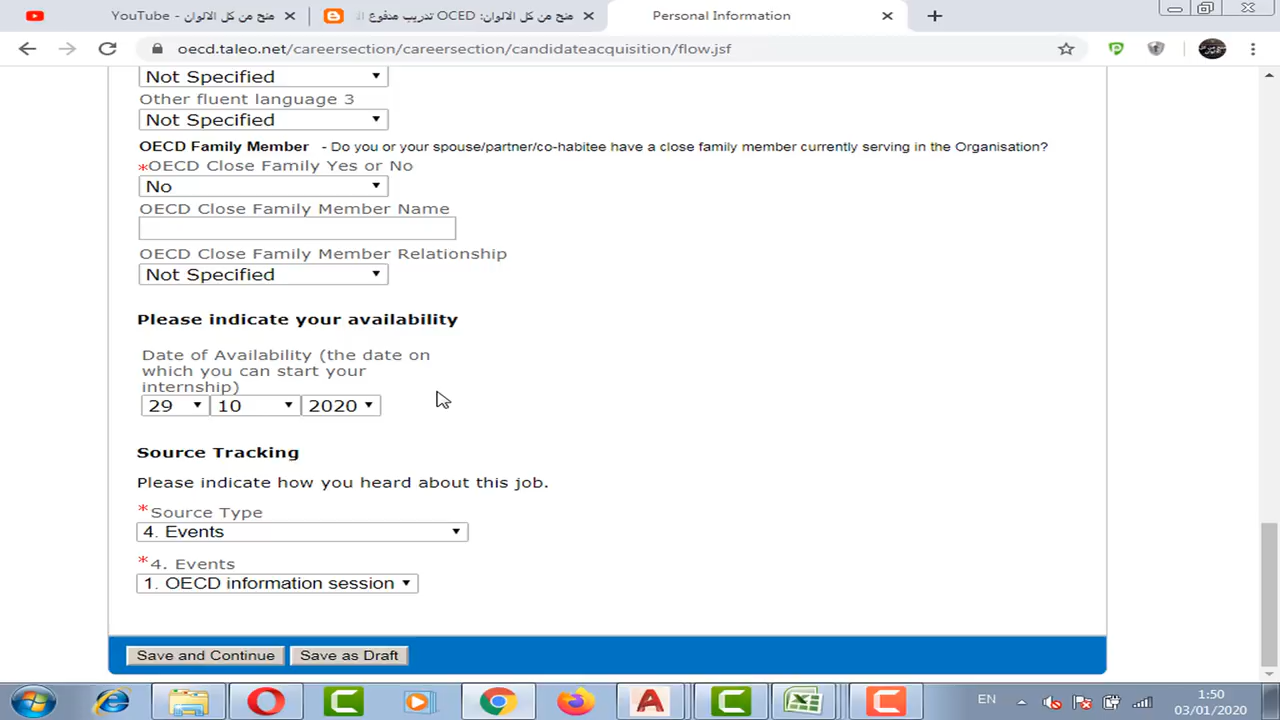 YouTube - منح من كل الالوان
منح من كل الالوان: OCED تدريب مدفوع ال
Personal Information
oecd.taleo.net/careersection/careersection/candidateacquisition/flow.jsf
Not Specified
Other fluent language 3
Not Specified
OECD Family Member - Do you or your spouse/partner/co-habitee have a close family member currently serving in the Organisation?
*OECD Close Family Yes or No
No
OECD Close Family Member Name
OECD Close Family Member Relationship
Not Specified
Please indicate your availability
Date of Availability (the date on
which you can start your
internship)
29 10 2020
Source Tracking
Please indicate how you heard about this job.
*Source Type
4. Events
*4. Events
1. OECD information session
Save and Continue Save as Draft
EN
1:50
03/01/2020